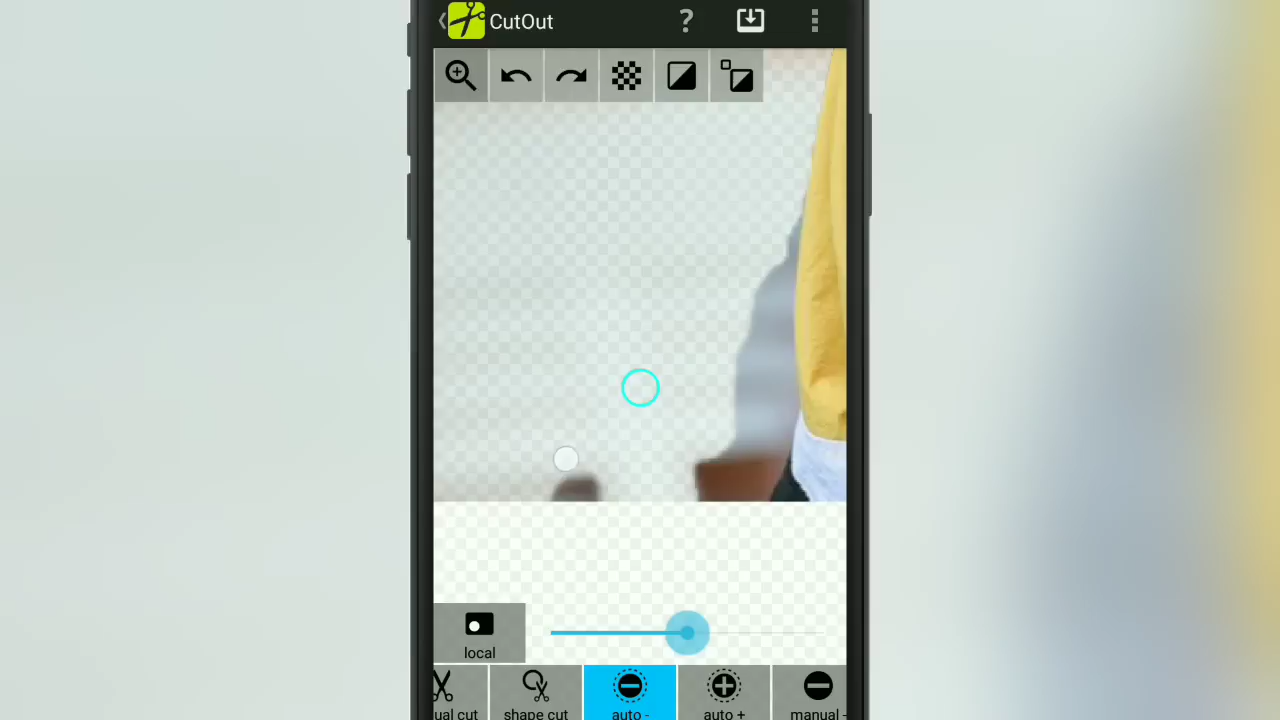 CutOut
local
ual cut
shape cut
auto -
auto +
manual -